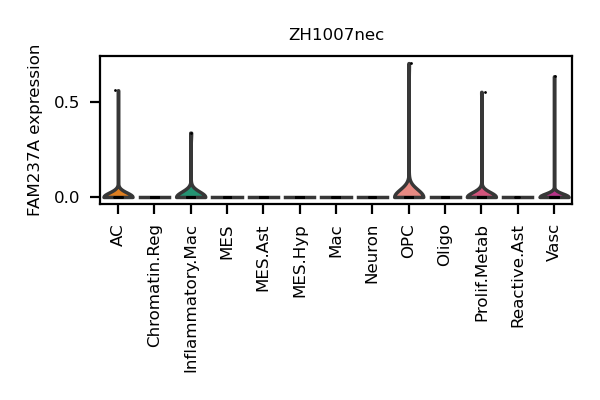 ZH1007nec
FAM237A expression
0.5
0.0
AC
Chromatin.Reg
Inflammatory.Mac
MES
MES.Ast
MES.Hyp
Mac
Neuron
OPC
Oligo
Prolif.Metab
Reactive.Ast
Vasc